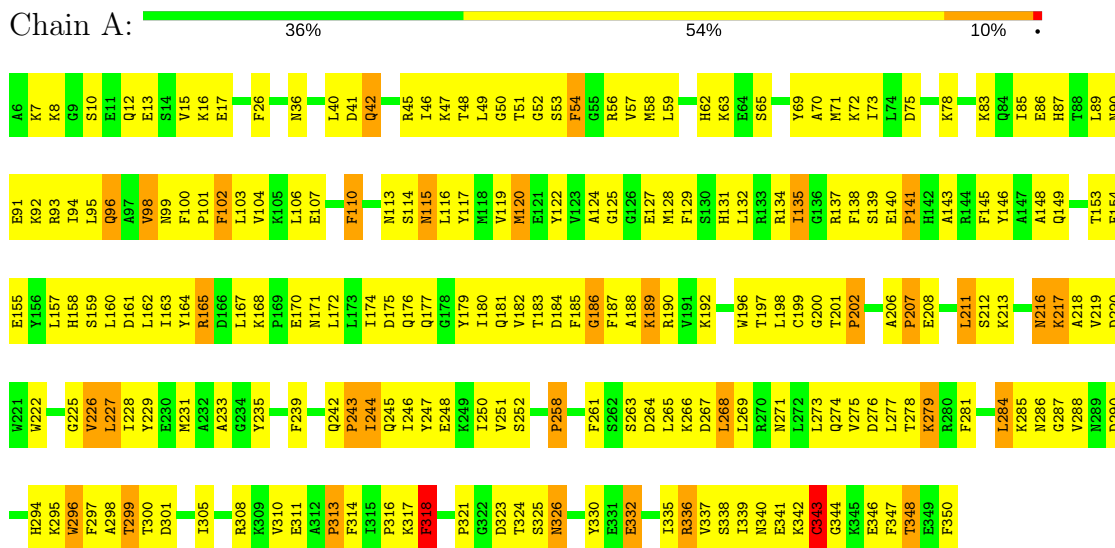 Chain A:
36% 54% 10% •
A6 K7 K8 G9 S10 E11 Q12 E13 S14 V15 K16 E17 F26 N36 L40 D41 Q42 R45 I46 K47 T48 L49 G50 T51 G52 S53 F54 G55 R56 V57 M58 L59 H62 K63 E64 S65 Y69 A70 M71 K72 I73 L74 D75 K78 K83 Q84 I85 E86 H87 T88 L89 N90
E91 K92 R93 I94 L95 Q96 A97 V98 N99 F100 P101 F102 L103 V104 K105 L106 E107 F110 N113 S114 N115 L116 Y117 M118 V119 M120 E121 Y122 V123 A124 G125 G126 E127 M128 F129 S130 H131 L132 R133 R134 I135 G136 R137 F138 S139 E140 P141 H142 A143 R144 F145 Y146 A147 A148 Q149 T153 F154
E155 Y156 L157 H158 S159 L160 D161 L162 I163 Y164 R165 D166 L167 K168 P169 E170 N171 L172 L173 I174 D175 Q176 Q177 G178 Y179 I180 Q181 V182 T183 D184 F185 G186 F187 A188 K189 R190 V191 K192 W196 T197 L198 C199 G200 T201 P202 A206 P207 E208 L211 S212 K213 N216 K217 A218 V219 D220
W221 W222 G225 V226 L227 I228 Y229 E230 M231 A232 A233 G234 Y235 F239 Q242 P243 I244 Q245 I246 Y247 E248 K249 I250 V251 S252 P258 F261 S262 S263 D264 L265 K266 D267 L268 L269 R270 N271 L272 L273 Q274 V275 D276 L277 T278 K279 R280 F281 L284 K285 N286 G287 V288 N289 D290
H294 K295 W296 F297 A298 T299 T300 D301 I305 R308 K309 V310 E311 A312 P313 F314 I315 P316 K317 F318 P321 G322 D323 T324 S325 N326 Y330 E331 E332 I335 R336 V337 S338 I339 N340 E341 K342 C343 G344 K345 E346 F347 T348 E349 F350